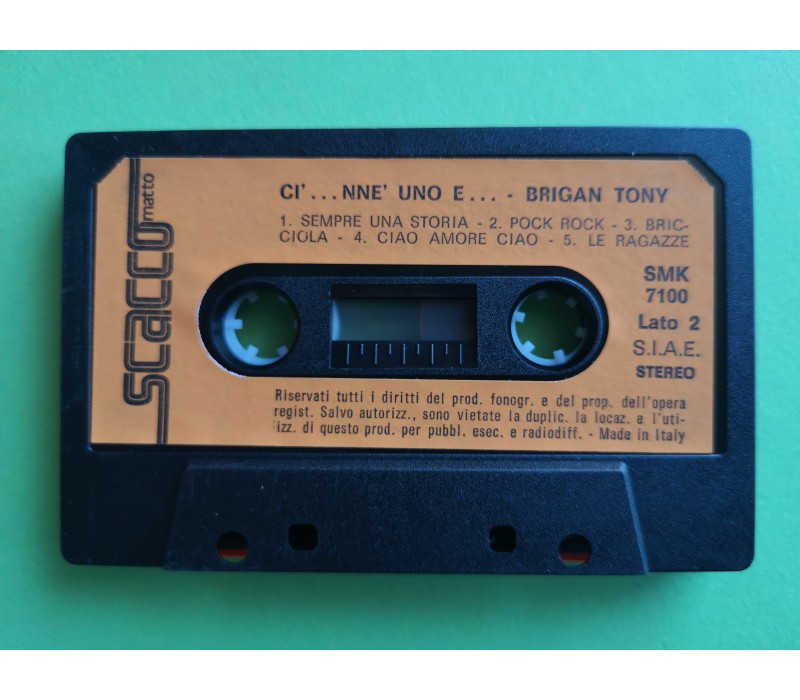 scacco
matto
CI'...NNE' UNO E... - BRIGAN TONY
1. SEMPRE UNA STORIA - 2. POCK ROCK - 3. BRIC-
CIOLA - 4. CIAO AMORE CIAO - 5. LE RAGAZZE
SMK
7100
Lato 2
S.I.A.E.
STEREO
Riservati tutti i diritti del prod. fonogr. e del prop. dell'opera
regist. Salvo autorizz., sono vietate la duplic. la locaz. e l'uti-
izz. di questo prod. per pubbl. esec. e radiodiff. - Made in Italy